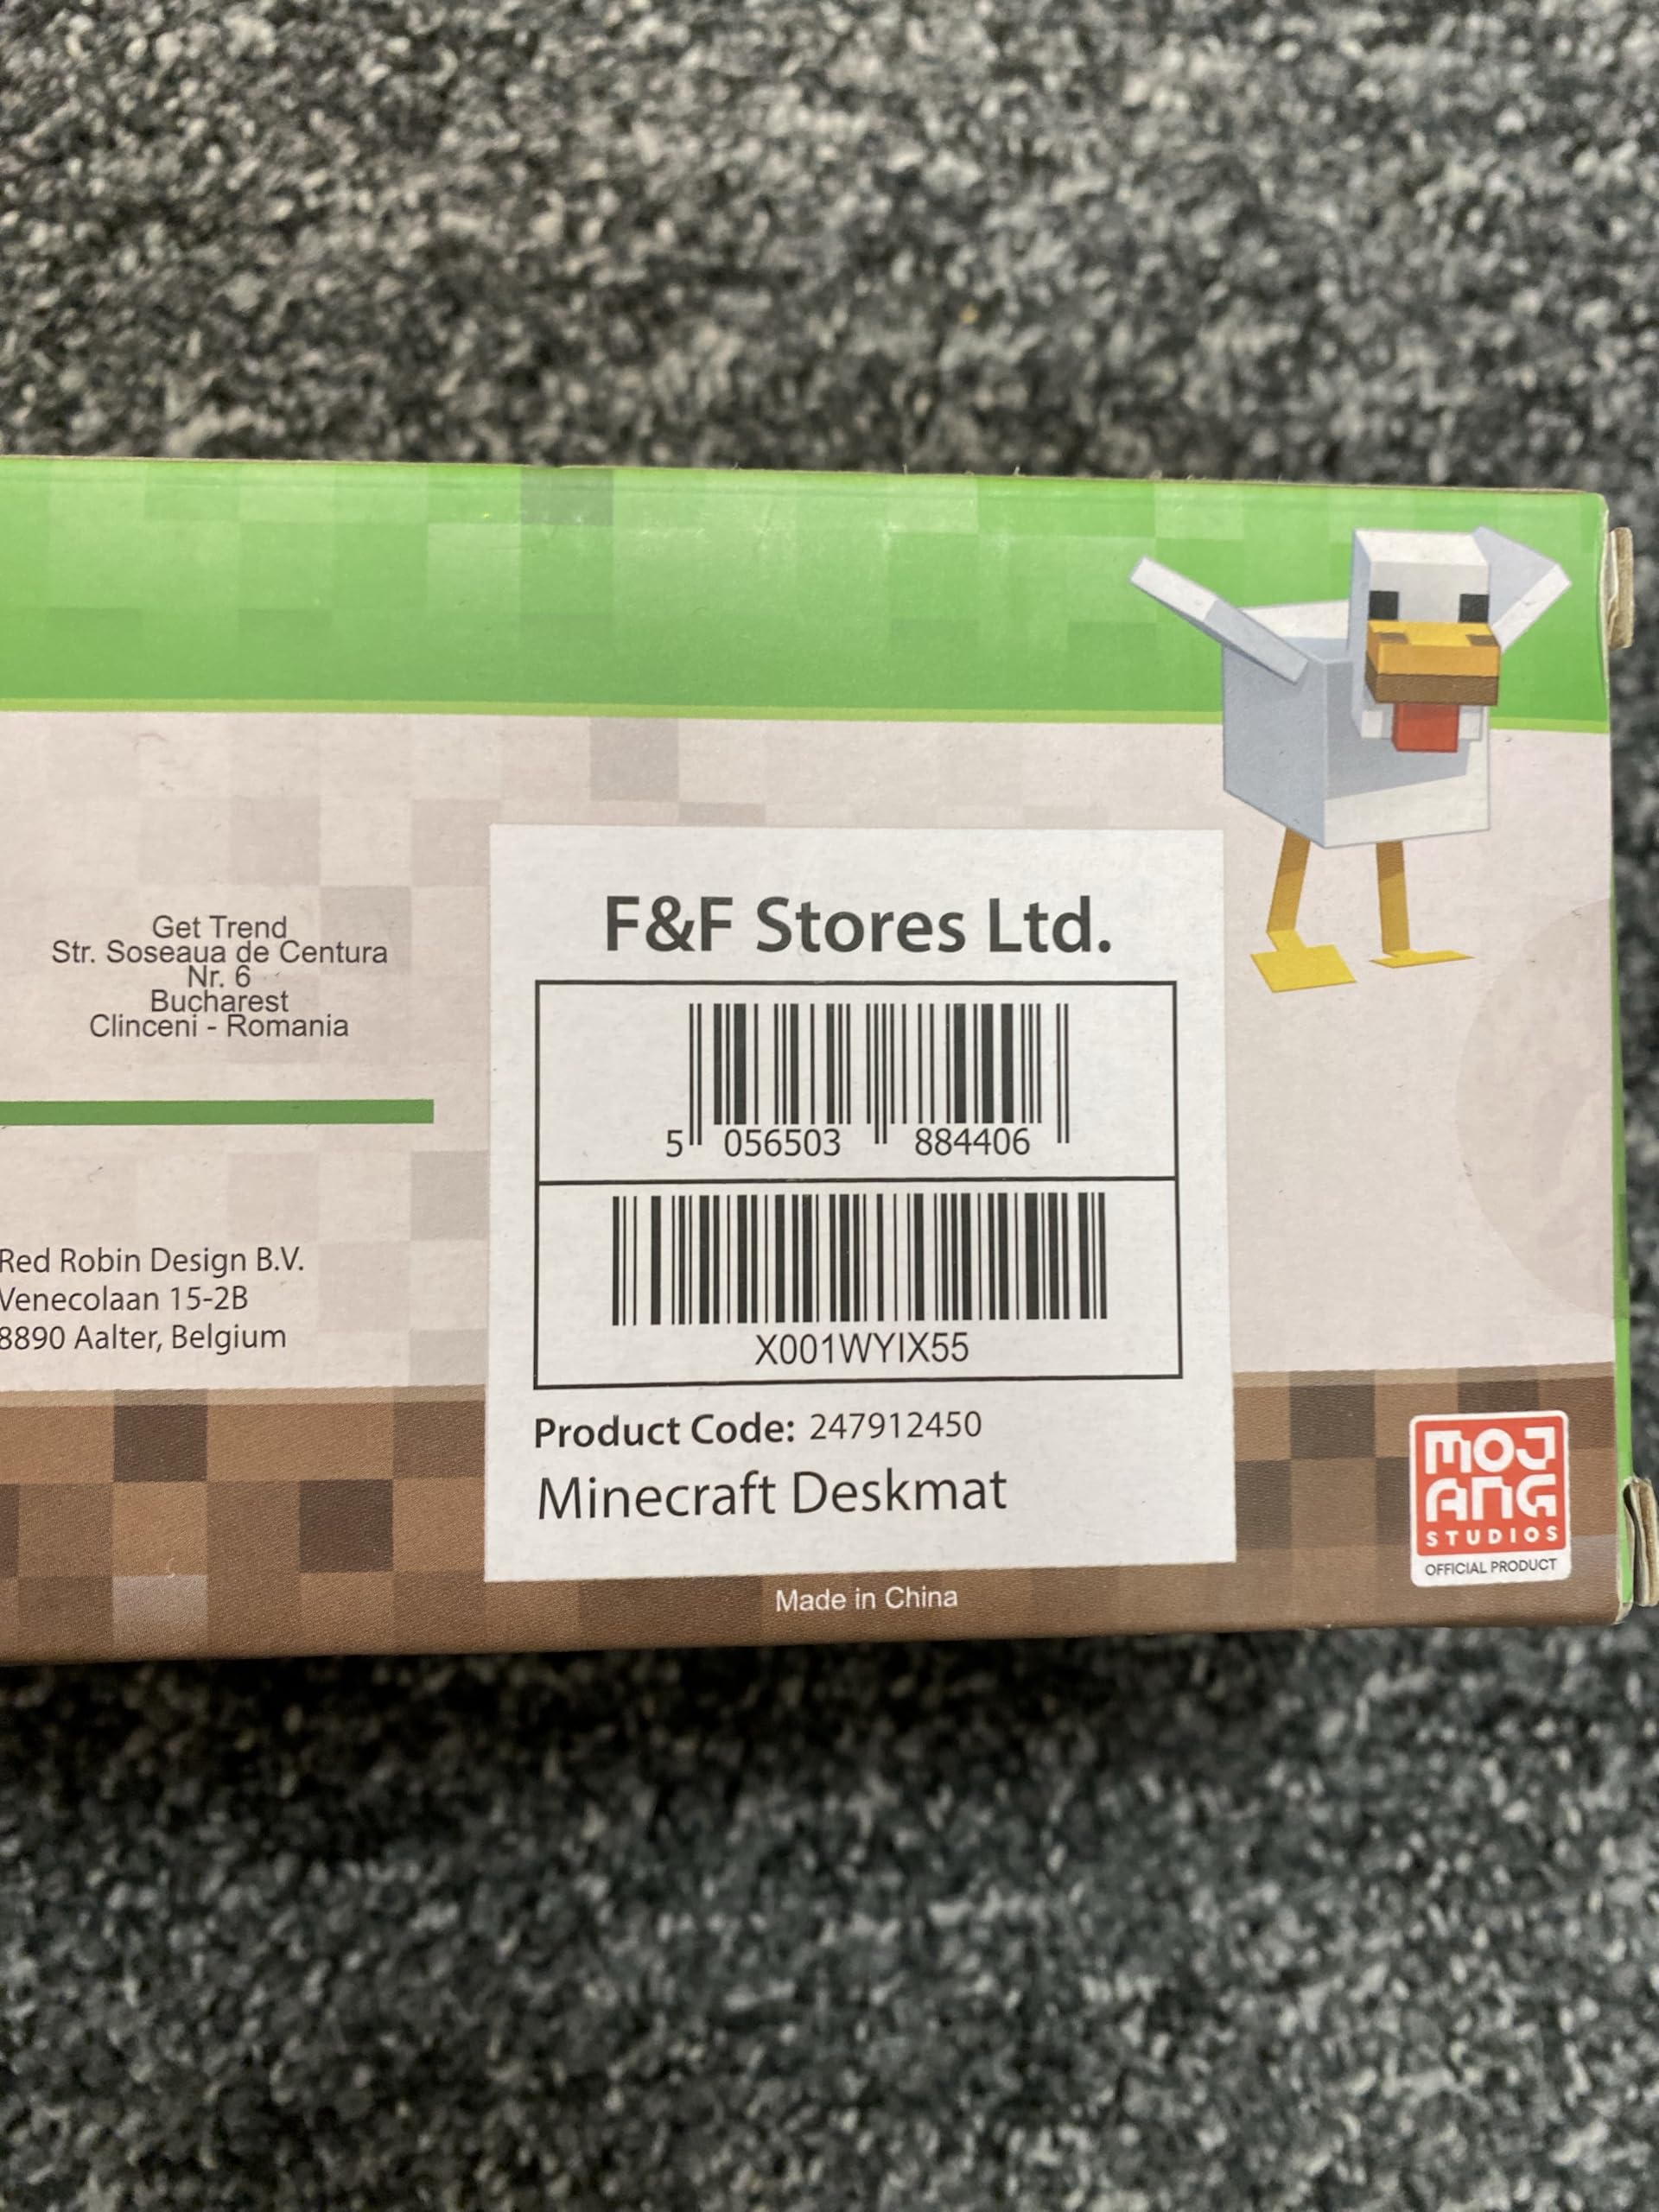 Get Trend
Str. Soseaua de Centura
Nr. 6
Bucharest
Clinceni - Romania
Red Robin Design B.V.
Venecolaan 15-2B
8890 Aalter, Belgium
F&F Stores Ltd.
5 056503 884406
X001WYIX55
Product Code: 247912450
Minecraft Deskmat
Made in China
MOJ
ANG
STUDIOS
OFFICIAL PRODUCT